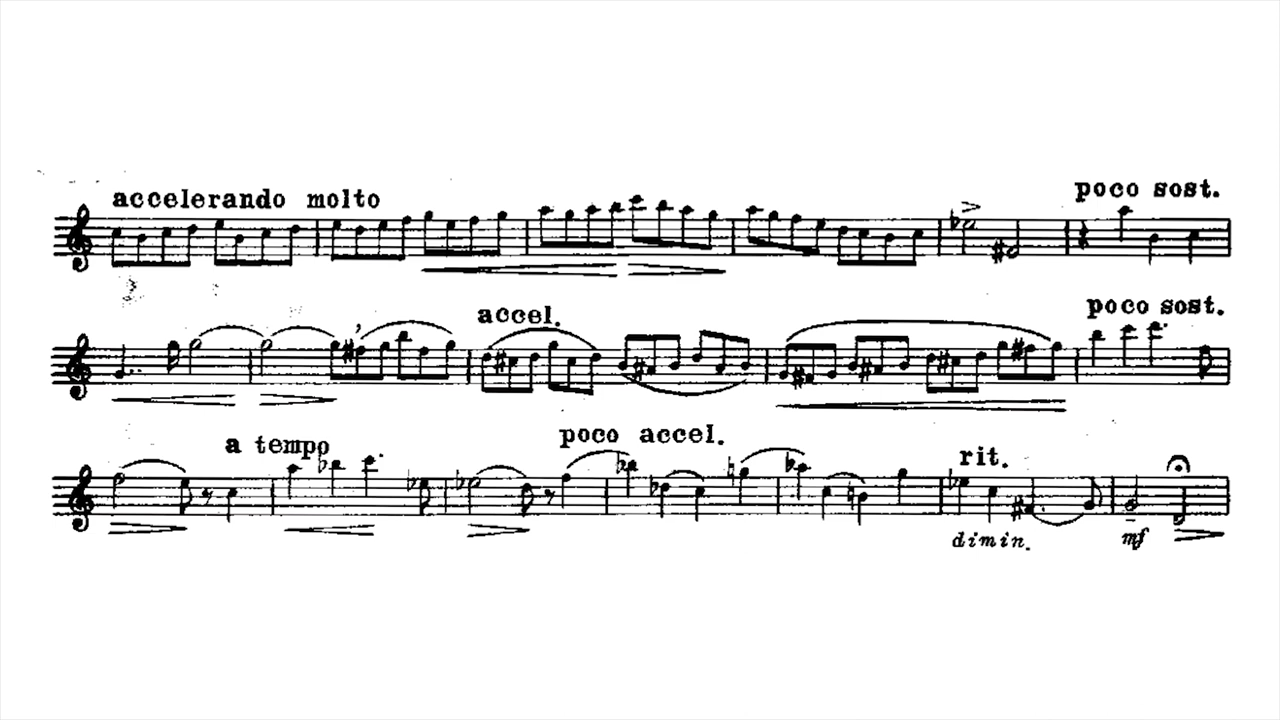 accelerando molto
poco sost.
accel.
poco sost.
a tempo
poco accel.
rit.
dimin.
mf